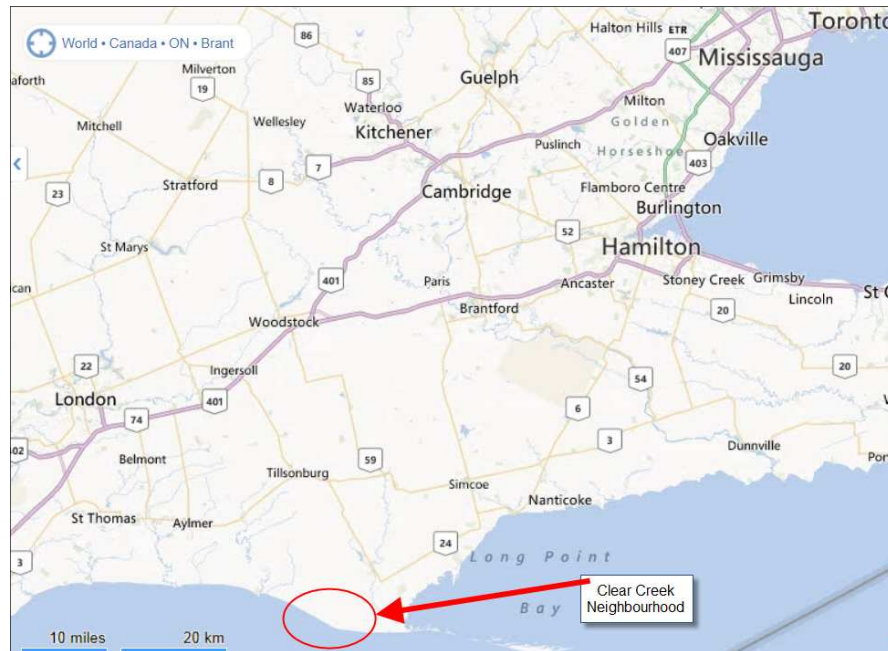 World • Canada • ON • Brant
Toronto
Halton Hills
ETR
407
86
Mississauga
Milverton
aforth
19
85
Guelph
Waterloo
Milton
Kitchener
Wellesley
Mitchell
Golden
Horseshoe
Oakville
Puslinch
403
7
8
Stratford
23
Cambridge
Flamboro Centre
Burlington
52
St Marys
Hamilton
401
Paris
Ancaster
Stoney Creek
Grimsby
can
Lincoln
St C
Woodstock
Brantford
20
22
Ingersoll
20
London
401
54
6
74
3
02
Belmont
59
Dunnville
Tillsonburg
Simcoe
Por
Nanticoke
St Thomas
Aylmer
24
3
Long Point
Bay
Clear Creek
Neighbourhood
10 miles
20 km